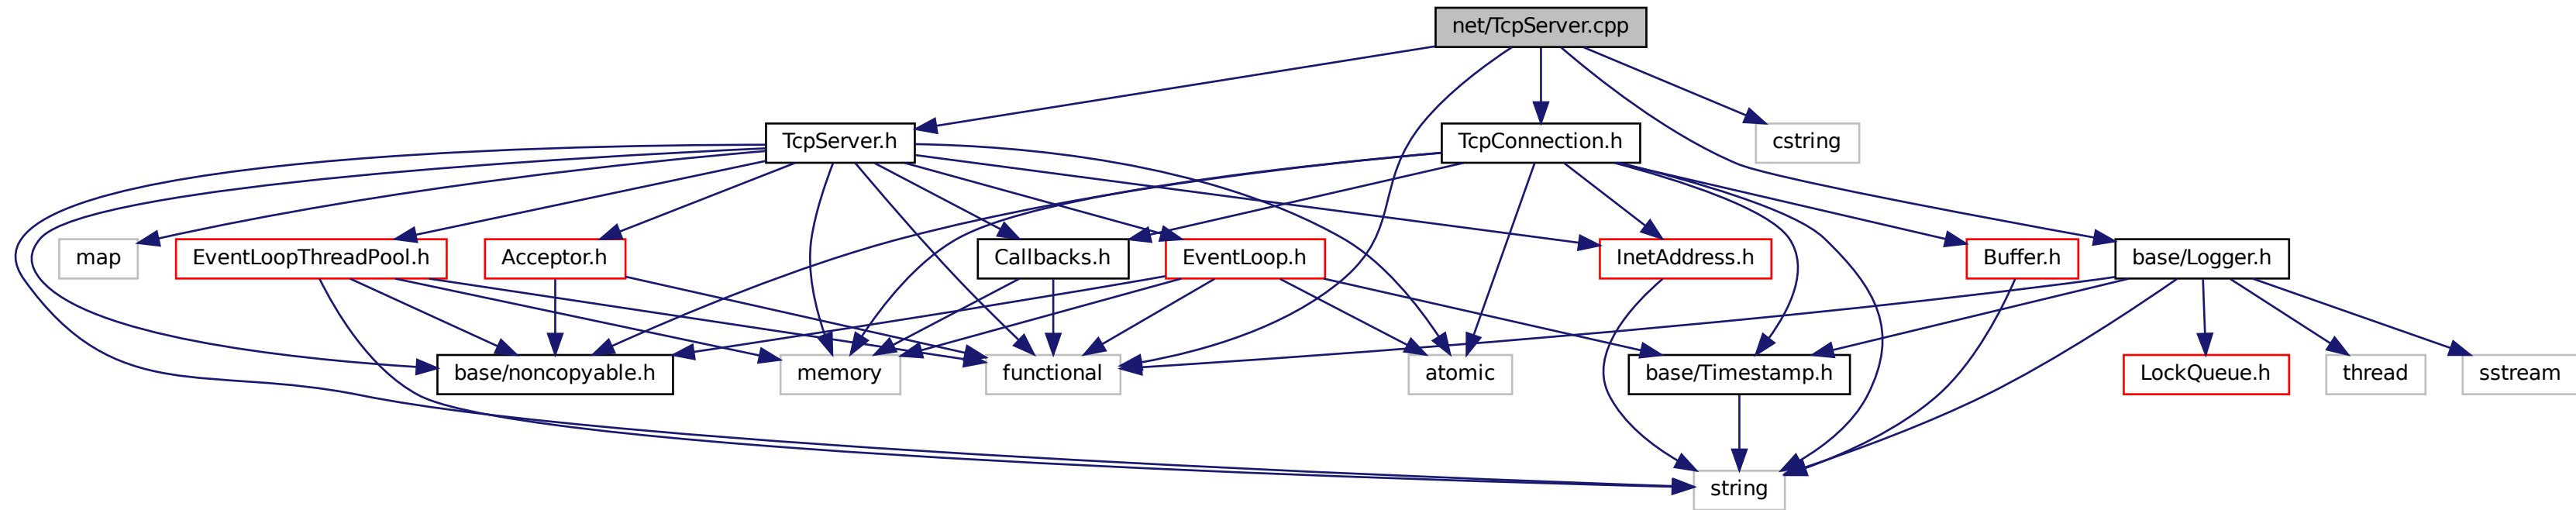 net/TcpServer.cpp
TcpServer.h
TcpConnection.h
cstring
map
EventLoopThreadPool.h
Acceptor.h
Callbacks.h
EventLoop.h
InetAddress.h
Buffer.h
base/Logger.h
base/noncopyable.h
memory
functional
atomic
base/Timestamp.h
LockQueue.h
thread
sstream
string